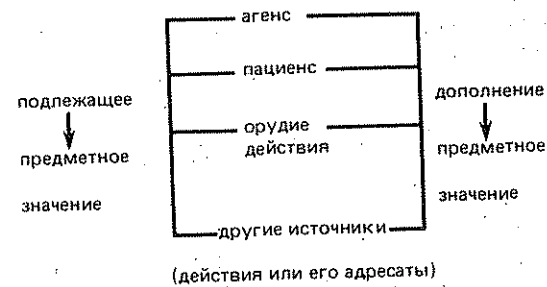 агенс
пациенс
подлежащее
дополнение
орудие
действия
предметное
предметное
значение
значение
другие источники
(действия или его адресаты)